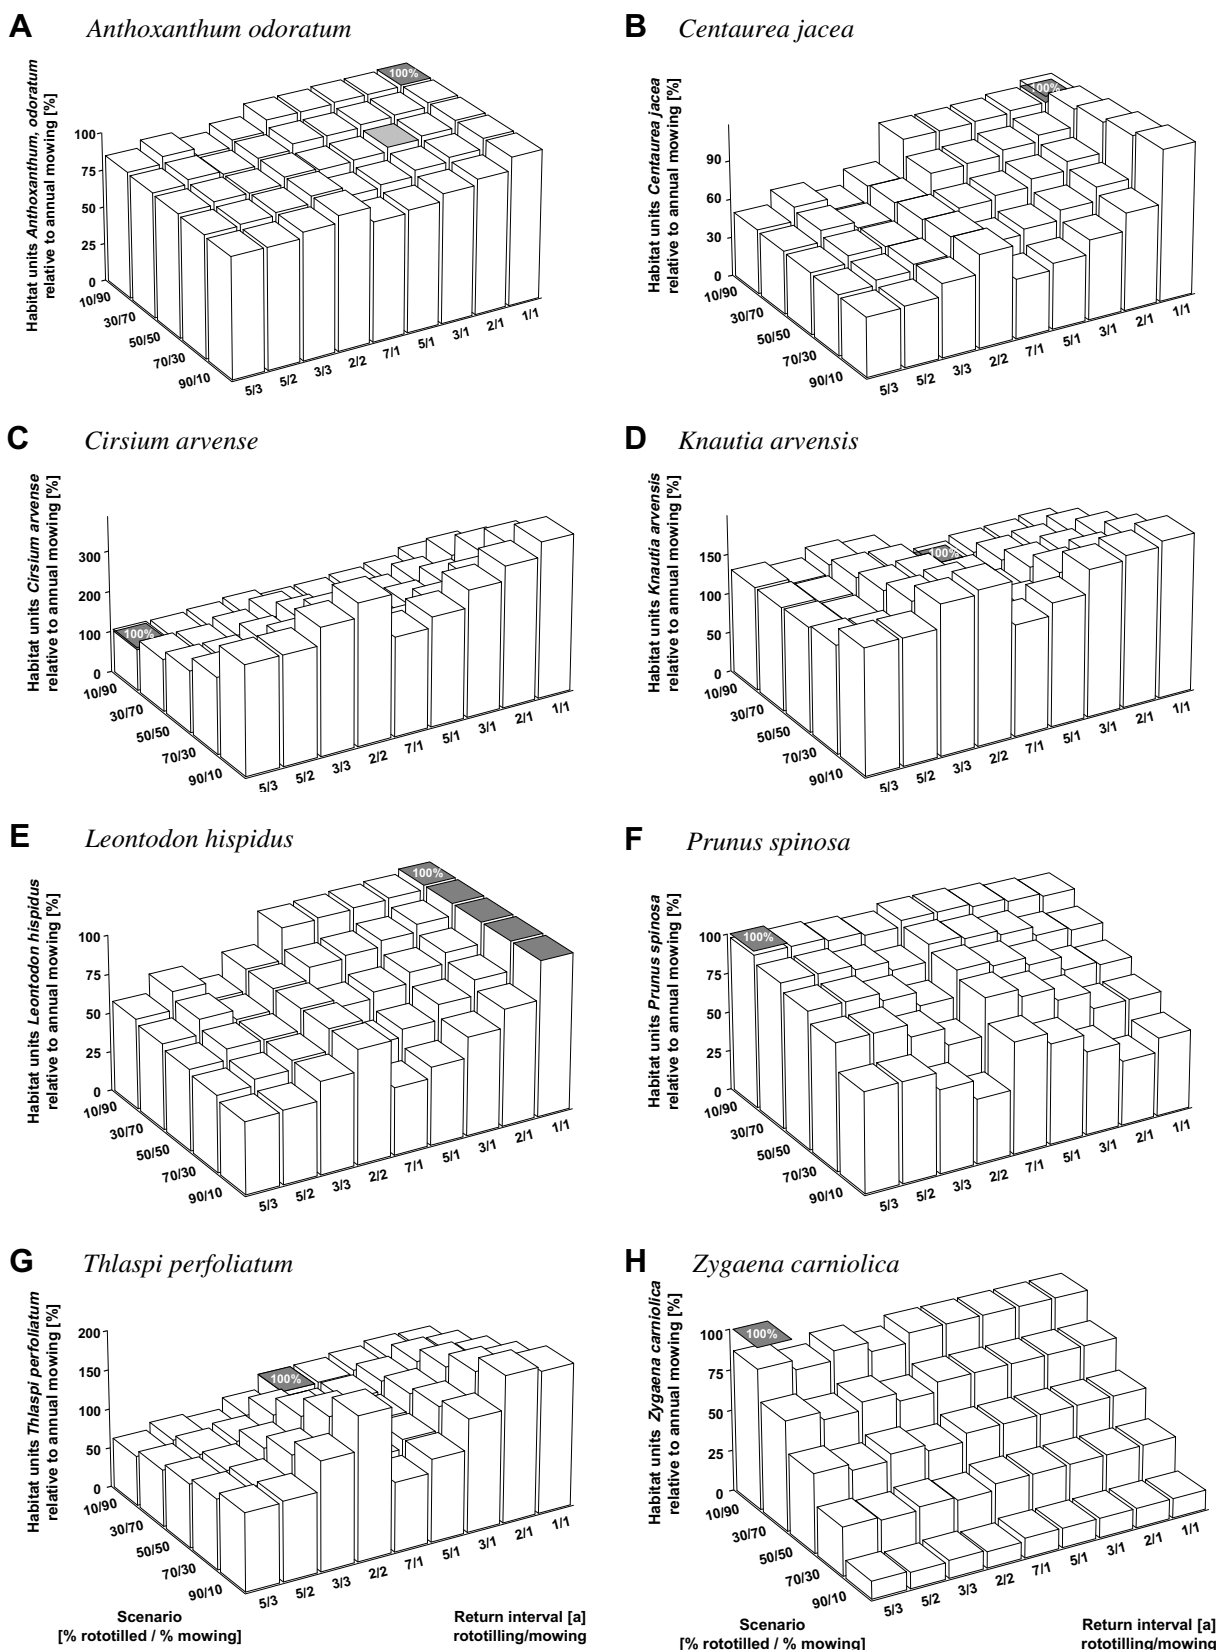 A Anthoxanthum odoratum
Habitat units Anthoxanthum, odoratum
relative to annual mowing [%]
100
75
50
25
0
100%
10/90
30/70
50/50
70/30
90/10
5/3 5/2 3/3 2/2 7/1 5/1 3/1 2/1 1/1
B Centaurea jacea
Habitat units Centaurea jacea
relative to annual mowing [%]
90
60
30
0
100%
10/90
30/70
50/50
70/30
90/10
5/3 5/2 3/3 2/2 7/1 5/1 3/1 2/1 1/1
C Cirsium arvense
Habitat units Cirsium arvense
relative to annual mowing [%]
300
200
100
0
100%
10/90
30/70
50/50
70/30
90/10
5/3 5/2 3/3 2/2 7/1 5/1 3/1 2/1 1/1
D Knautia arvensis
Habitat units Knautia arvensis
relative to annual mowing [%]
150
100
50
0
100%
10/90
30/70
50/50
70/30
90/10
5/3 5/2 3/3 2/2 7/1 5/1 3/1 2/1 1/1
E Leontodon hispidus
Habitat units Leontodon hispidus
relative to annual mowing [%]
100
75
50
25
0
100%
10/90
30/70
50/50
70/30
90/10
5/3 5/2 3/3 2/2 7/1 5/1 3/1 2/1 1/1
F Prunus spinosa
Habitat units Prunus spinosa
relative to annual mowing [%]
100
75
50
25
0
100%
10/90
30/70
50/50
70/30
90/10
5/3 5/2 3/3 2/2 7/1 5/1 3/1 2/1 1/1
G Thlaspi perfoliatum
Habitat units Thlaspi perfoliatum
relative to annual mowing [%]
200
150
100
50
0
100%
10/90
30/70
50/50
70/30
90/10
5/3 5/2 3/3 2/2 7/1 5/1 3/1 2/1 1/1
Scenario
[% rototilled / % mowing]
Return interval [a]
rototilling/mowing
H Zygaena carniolica
Habitat units Zygaena carniolica
relative to annual mowing [%]
100
75
50
25
0
100%
10/90
30/70
50/50
70/30
90/10
5/3 5/2 3/3 2/2 7/1 5/1 3/1 2/1 1/1
Scenario
[% rototilled / % mowing]
Return interval [a]
rototilling/mowing